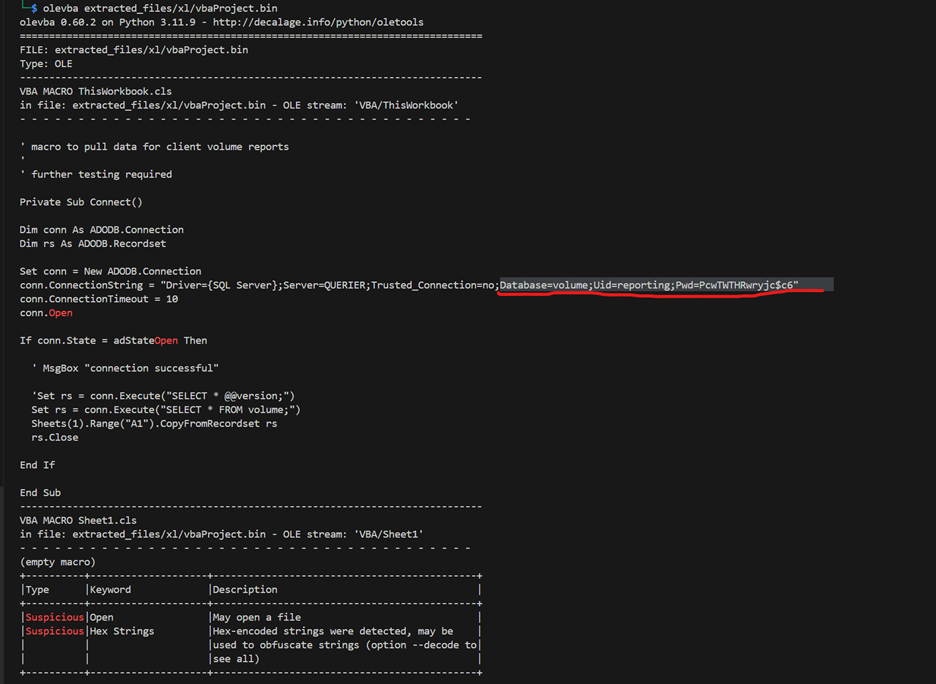 $ olevba extracted_files/xl/vbaProject.bin
olevba 0.60.2 on Python 3.11.9 - http://decalage.info/python/oletools
===============================================================================
FILE: extracted_files/xl/vbaProject.bin
Type: OLE
-------------------------------------------------------------------------------
VBA MACRO ThisWorkbook.cls
in file: extracted_files/xl/vbaProject.bin - OLE stream: 'VBA/ThisWorkbook'
- - - - - - - - - - - - - - - - - - - - - - - - - - - - - - - - - - - - - - -
' macro to pull data for client volume reports
'
' further testing required
Private Sub Connect()
Dim conn As ADODB.Connection
Dim rs As ADODB.Recordset
Set conn = New ADODB.Connection
conn.ConnectionString = "Driver={SQL Server};Server=QUERIER;Trusted_Connection=no;Database=volume;Uid=reporting;Pwd=PcwTWTHRwryjc$c6"
conn.ConnectionTimeout = 10
conn.Open
If conn.State = adStateOpen Then
' MsgBox "connection successful"
'Set rs = conn.Execute("SELECT * @@version;")
Set rs = conn.Execute("SELECT * FROM volume;")
Sheets(1).Range("A1").CopyFromRecordset rs
rs.Close
End If
End Sub
-------------------------------------------------------------------------------
VBA MACRO Sheet1.cls
in file: extracted_files/xl/vbaProject.bin - OLE stream: 'VBA/Sheet1'
- - - - - - - - - - - - - - - - - - - - - - - - - - - - - - - - - - - - - - -
(empty macro)
+----------+--------------------+---------------------------------------------+
|Type      |Keyword             |Description                                  |
+----------+--------------------+---------------------------------------------+
|Suspicious|Open                |May open a file                              |
|Suspicious|Hex Strings         |Hex-encoded strings were detected, may be    |
|          |                    |used to obfuscate strings (option --decode to|
|          |                    |see all)                                     |
+----------+--------------------+---------------------------------------------+